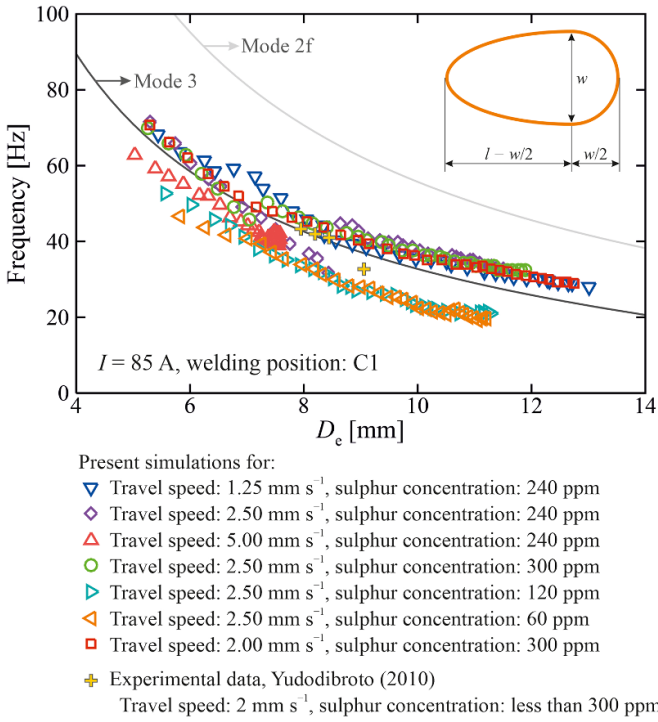 100
80
60
40
20
0
Frequency [Hz]
Mode 2f
Mode 3
w
l − w/2
w/2
I = 85 A, welding position: C1
4
6
8
10
12
14
De [mm]
Present simulations for:
Travel speed: 1.25 mm s⁻¹, sulphur concentration: 240 ppm
Travel speed: 2.50 mm s⁻¹, sulphur concentration: 240 ppm
Travel speed: 5.00 mm s⁻¹, sulphur concentration: 240 ppm
Travel speed: 2.50 mm s⁻¹, sulphur concentration: 300 ppm
Travel speed: 2.50 mm s⁻¹, sulphur concentration: 120 ppm
Travel speed: 2.50 mm s⁻¹, sulphur concentration: 60 ppm
Travel speed: 2.00 mm s⁻¹, sulphur concentration: 300 ppm
Experimental data, Yudodibroto (2010)
Travel speed: 2 mm s⁻¹, sulphur concentration: less than 300 ppm